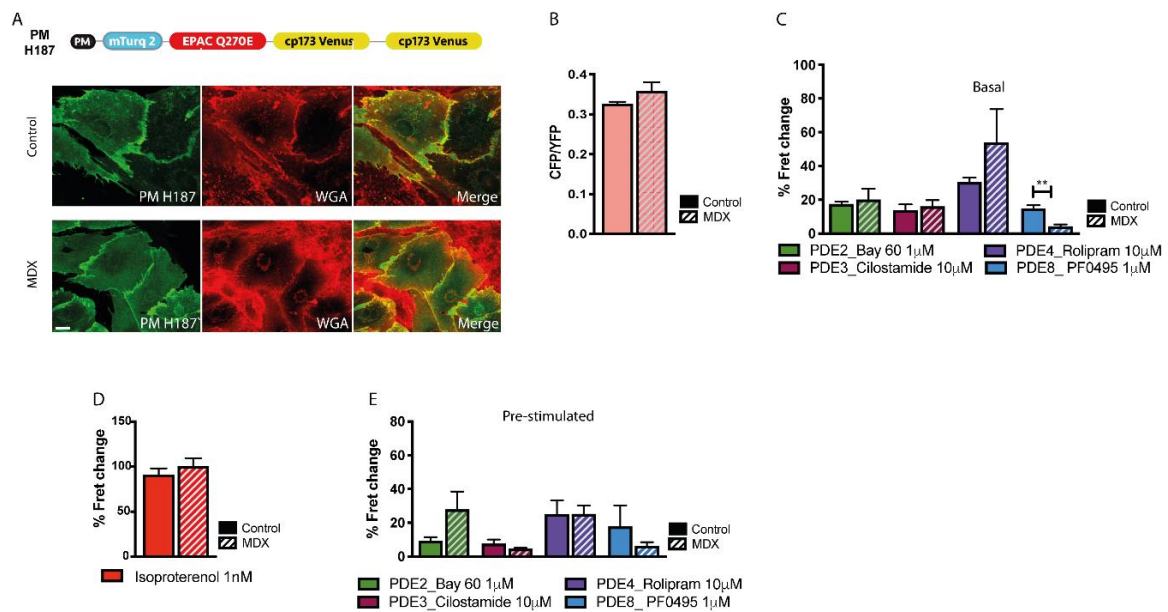 A
PM
H187
PM
mTurq 2
EPAC Q270E
cp173 Venus
cp173 Venus
Control
PM H187
WGA
Merge
MDX
PM H187
WGA
Merge
B
CFP/YFP
0.4
0.3
0.2
0.1
0.0
Control
MDX
C
% Fret change
100
80
60
40
20
0
Basal
**
Control
MDX
PDE2_Bay 60 1µM
PDE4_Rolipram 10µM
PDE3_Cilostamide 10µM
PDE8_ PF0495 1µM
D
% Fret change
150
100
50
0
Control
MDX
Isoproterenol 1nM
E
Pre-stimulated
% Fret change
80
60
40
20
0
Control
MDX
PDE2_Bay 60 1µM
PDE4_Rolipram 10µM
PDE3_Cilostamide 10µM
PDE8_ PF0495 1µM